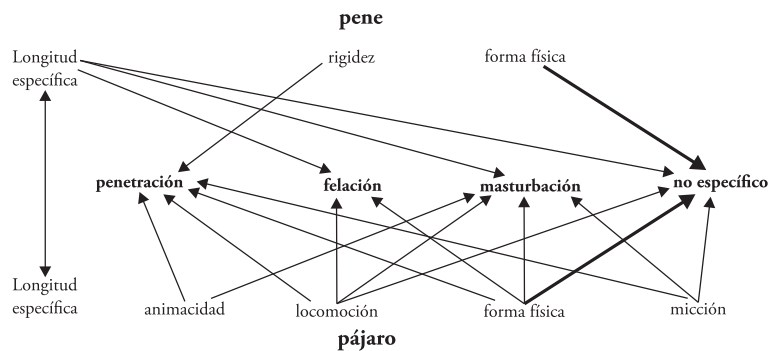 pene
Longitud
específica
rigidez
forma física
penetración
felación
masturbación
no específico
Longitud
específica
animacidad
locomoción
forma física
micción
pájaro